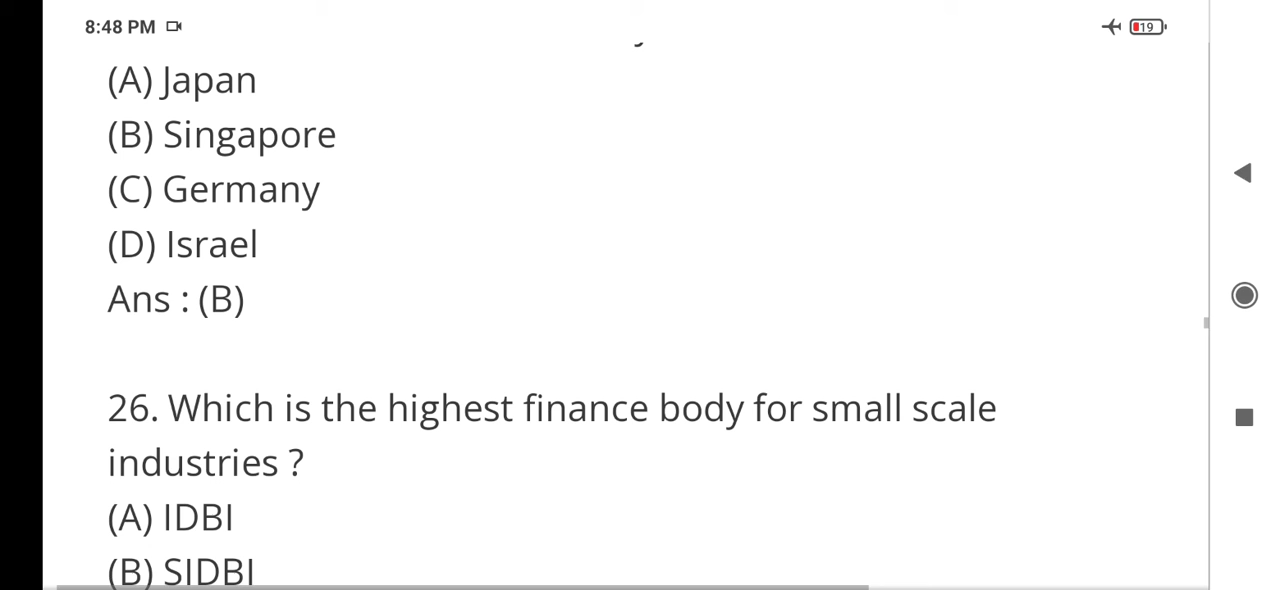 8:48 PM
19
(A) Japan
(B) Singapore
(C) Germany
(D) Israel
Ans : (B)
26. Which is the highest finance body for small scale
industries ?
(A) IDBI
(B) SIDBI